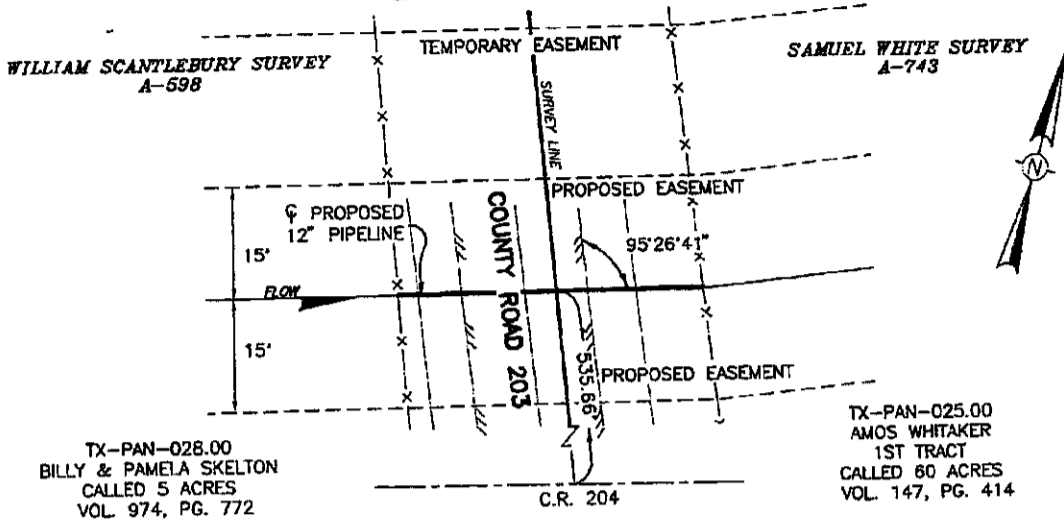 TEMPORARY EASEMENT
WILLIAM SCANTLEBURY SURVEY
A-598
SAMUEL WHITE SURVEY
A-743
SURVEY LINE
N
PROPOSED EASEMENT
℄ PROPOSED
12" PIPELINE
COUNTY ROAD 203
95°26'41"
15'
FLOW
15'
535.66'
PROPOSED EASEMENT
TX-PAN-028.00
BILLY & PAMELA SKELTON
CALLED 5 ACRES
VOL. 974, PG. 772
C.R. 204
TX-PAN-025.00
AMOS WHITAKER
1ST TRACT
CALLED 60 ACRES
VOL. 147, PG. 414